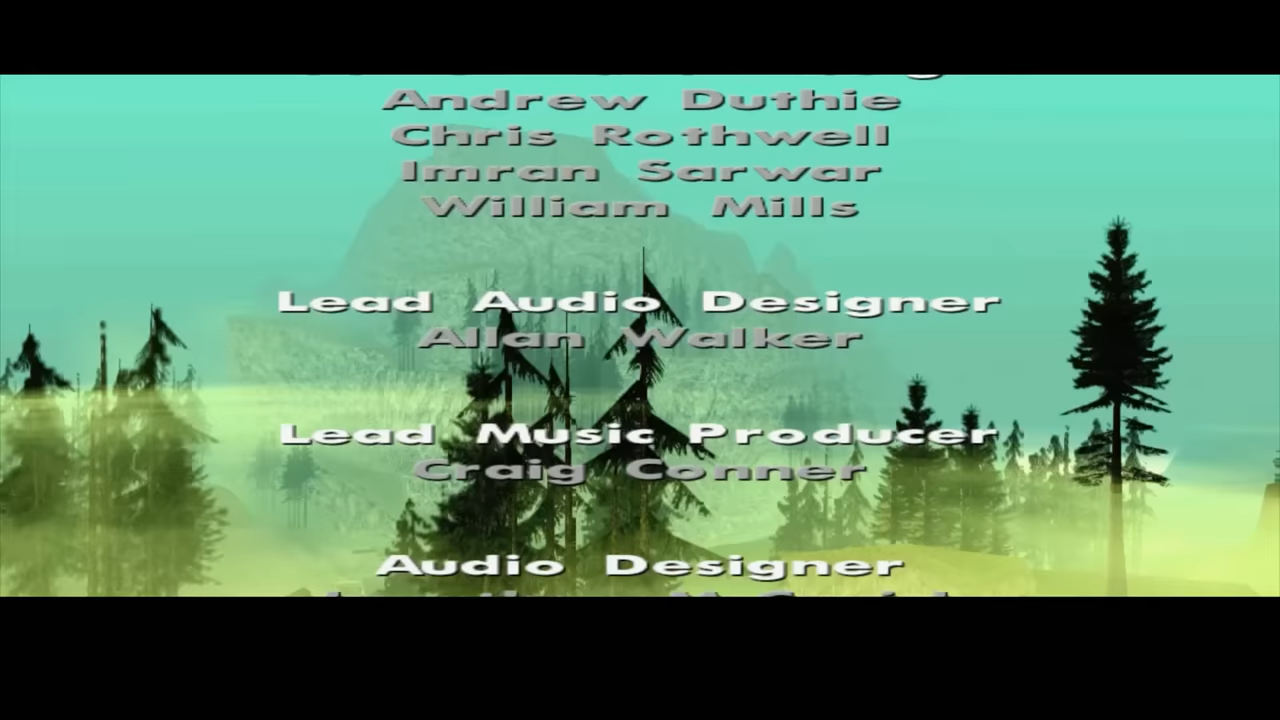 Andrew Duthie
Chris Rothwell
Imran Sarwar
William Mills
Lead Audio Designer
Allan Walker
Lead Music Producer
Craig Conner
Audio Designer